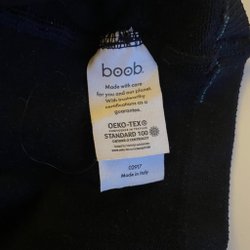 boob.
Made with care
for you and our planet.
With trustworthy
certifications as a
guarantee.
OEKO-TEX®
STANDARD 100
Made in Italy